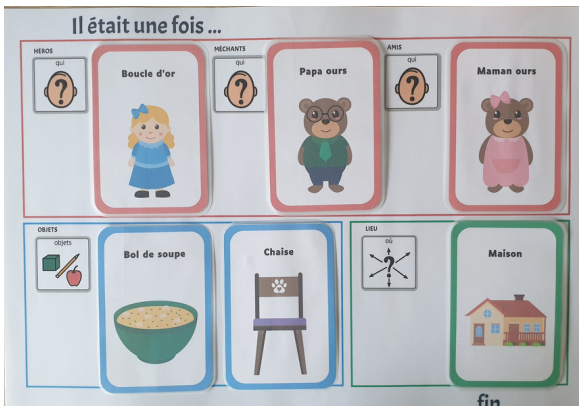 Il était une fois ...
HÉROS
qui
Boucle d'or
MÉCHANTS
qui
Papa ours
AMIS
qui
Maman ours
OBJETS
objets
Bol de soupe
Chaise
LIEU
où
Maison
fin